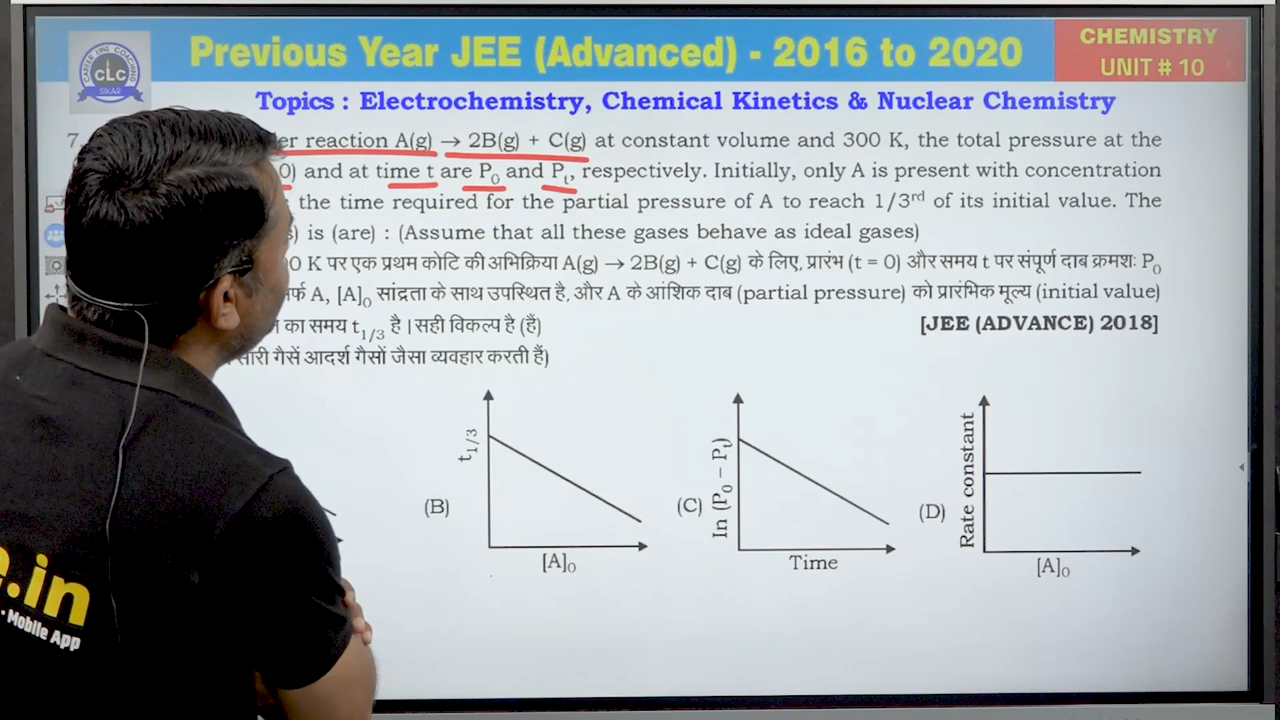 Previous Year JEE (Advanced) - 2016 to 2020
CHEMISTRY
UNIT # 10
CAREER LINE COACHING
CLC
SIKAR
Topics : Electrochemistry, Chemical Kinetics & Nuclear Chemistry
7. er reaction A(g) → 2B(g) + C(g) at constant volume and 300 K, the total pressure at the
0) and at time t are P₀ and Pₜ, respectively. Initially, only A is present with concentration
the time required for the partial pressure of A to reach 1/3ʳᵈ of its initial value. The
s) is (are) : (Assume that all these gases behave as ideal gases)
0 K पर एक प्रथम कोटि की अभिक्रिया A(g) → 2B(g) + C(g) के लिए, प्रारंभ (t = 0) और समय t पर संपूर्ण दाब क्रमशः P₀
र्फ A, [A]₀ सांद्रता के साथ उपस्थित है, और A के आंशिक दाब (partial pressure) को प्रारंभिक मूल्य (initial value)
का समय t₁/₃ है। सही विकल्प है (हैं)
[JEE (ADVANCE) 2018]
सारी गैसें आदर्श गैसों जैसा व्यवहार करती हैं)
(B)
t₁/₃
[A]₀
(C)
In (P₀ – Pₜ)
Time
(D)
Rate constant
[A]₀
e.in
· Mobile App